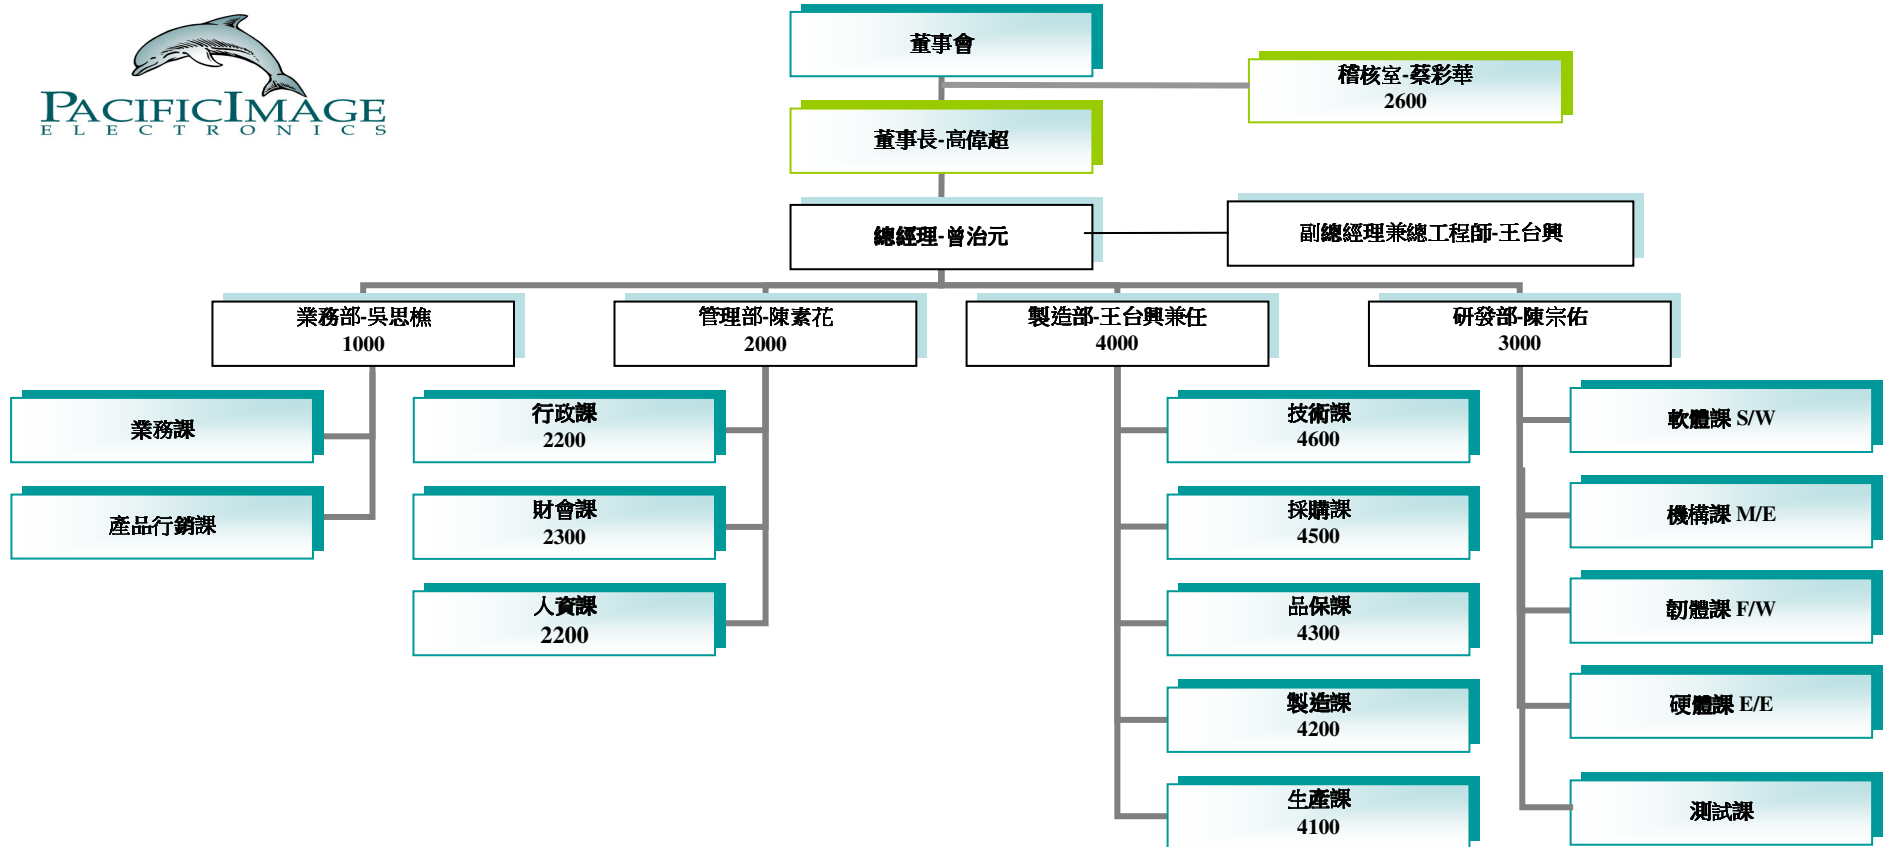 PACIFICIMAGE
ELECTRONICS
董事會
稽核室-蔡彩華
2600
董事長-高偉超
總經理-曾治元
副總經理兼總工程師-王台興
業務部-吳思樵
1000
管理部-陳素花
2000
製造部-王台興兼任
4000
研發部-陳宗佑
3000
業務課
產品行銷課
行政課
2200
財會課
2300
人資課
2200
技術課
4600
採購課
4500
品保課
4300
製造課
4200
生產課
4100
軟體課 S/W
機構課 M/E
韌體課 F/W
硬體課 E/E
測試課